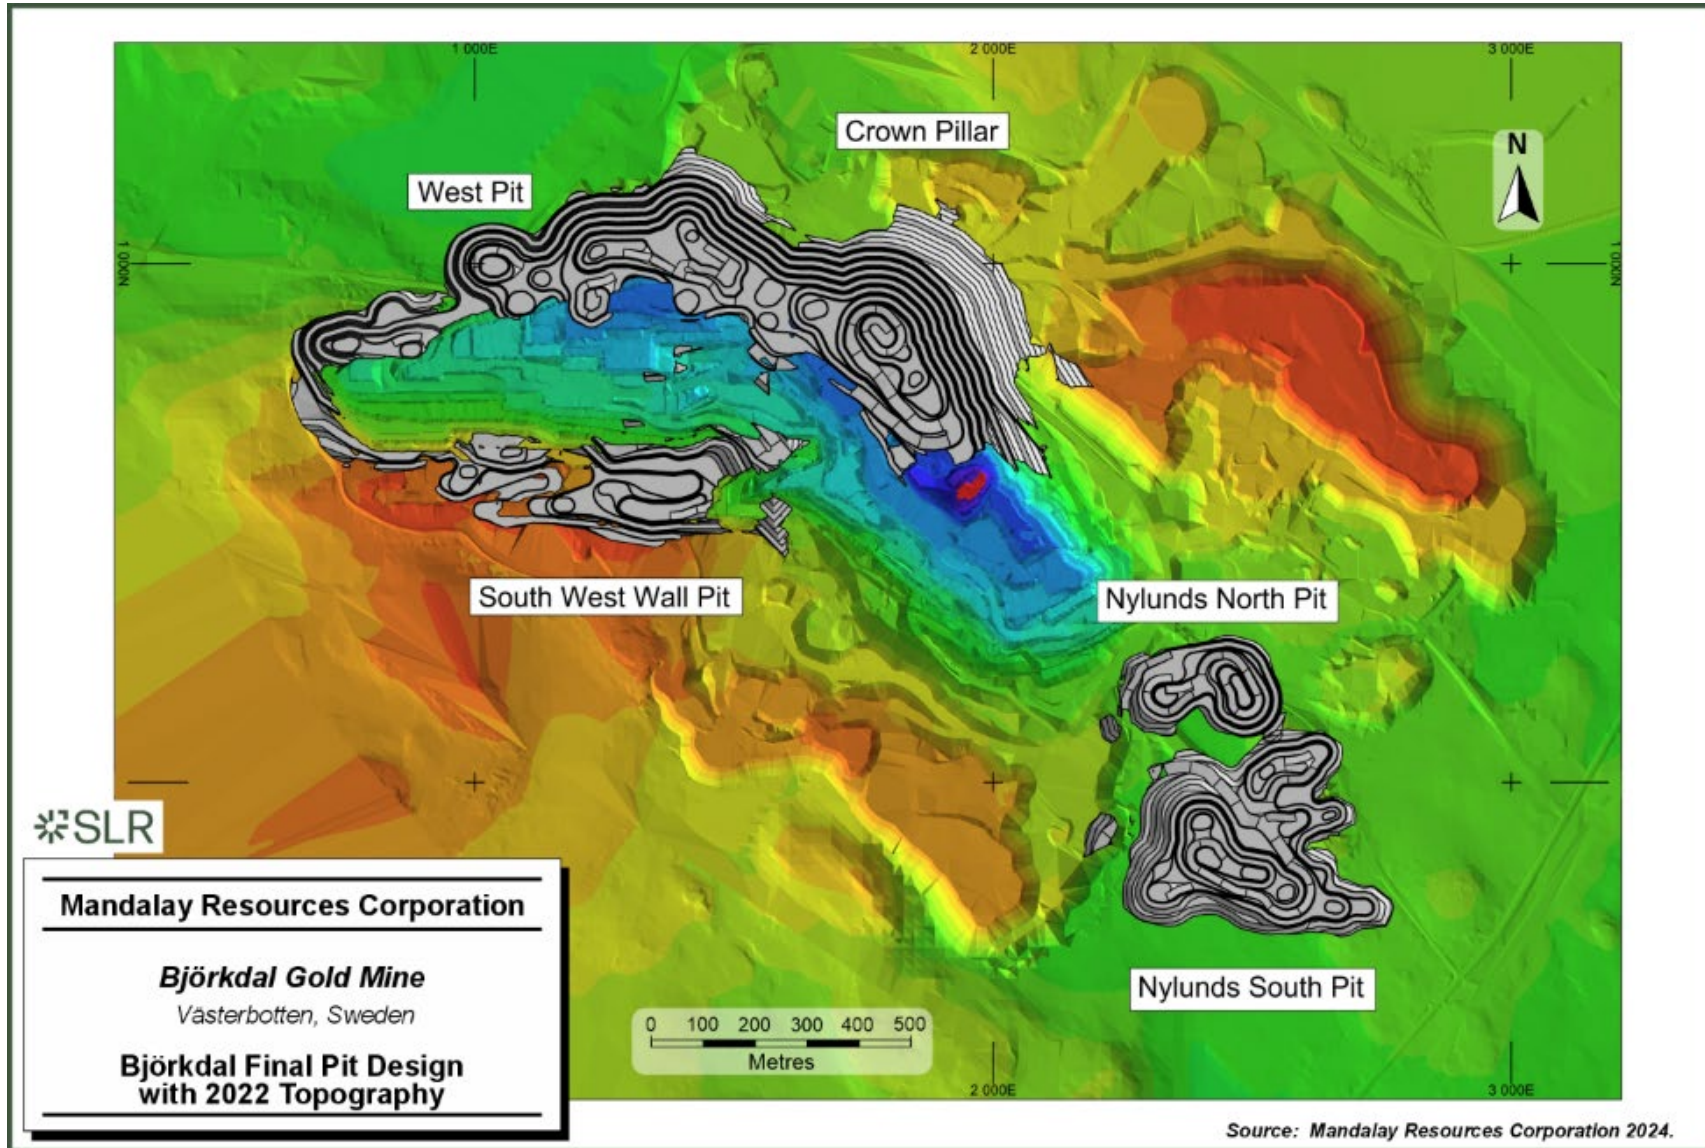 1 000E
2 000E
3 000E
Crown Pillar
N
West Pit
1 000N
1 000N
South West Wall Pit
Nylunds North Pit
SLR
Mandalay Resources Corporation
Björkdal Gold Mine
Västerbotten, Sweden
Björkdal Final Pit Design
with 2022 Topography
Nylunds South Pit
0 100 200 300 400 500
Metres
2 000E
3 000E
Source: Mandalay Resources Corporation 2024.